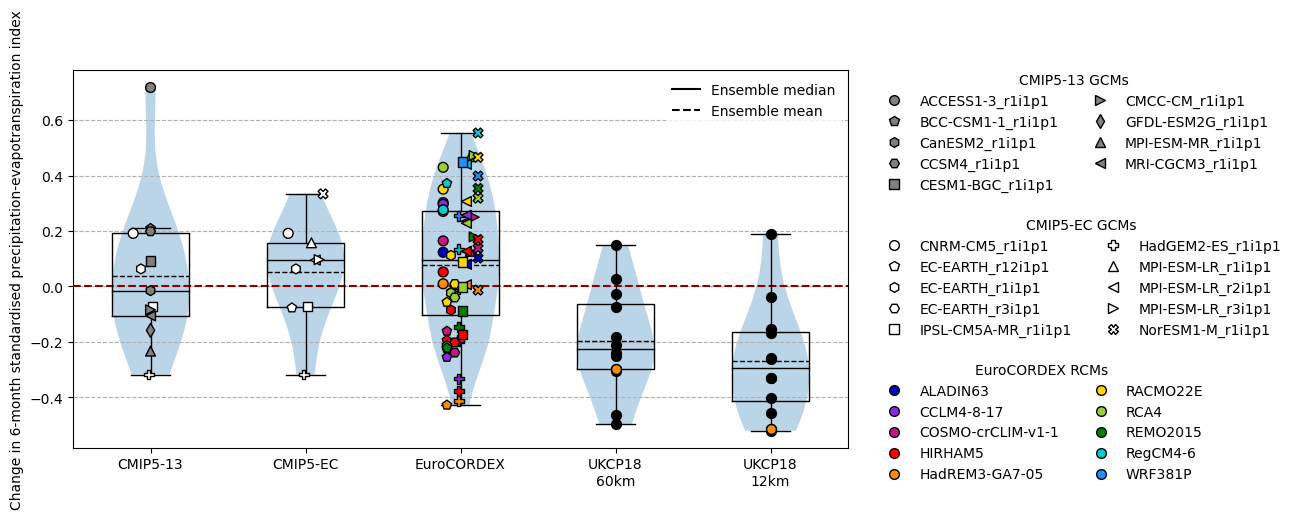 Change in 6-month standardised precipitation-evapotranspiration index
0.6
0.4
0.2
0.0
−0.2
−0.4
Ensemble median
Ensemble mean
CMIP5-13
CMIP5-EC
EuroCORDEX
UKCP18
60km
UKCP18
12km
CMIP5-13 GCMs
ACCESS1-3_r1i1p1
BCC-CSM1-1_r1i1p1
CanESM2_r1i1p1
CCSM4_r1i1p1
CESM1-BGC_r1i1p1
CMCC-CM_r1i1p1
GFDL-ESM2G_r1i1p1
MPI-ESM-MR_r1i1p1
MRI-CGCM3_r1i1p1
CMIP5-EC GCMs
CNRM-CM5_r1i1p1
EC-EARTH_r12i1p1
EC-EARTH_r1i1p1
EC-EARTH_r3i1p1
IPSL-CM5A-MR_r1i1p1
HadGEM2-ES_r1i1p1
MPI-ESM-LR_r1i1p1
MPI-ESM-LR_r2i1p1
MPI-ESM-LR_r3i1p1
NorESM1-M_r1i1p1
EuroCORDEX RCMs
ALADIN63
CCLM4-8-17
COSMO-crCLIM-v1-1
HIRHAM5
HadREM3-GA7-05
RACMO22E
RCA4
REMO2015
RegCM4-6
WRF381P